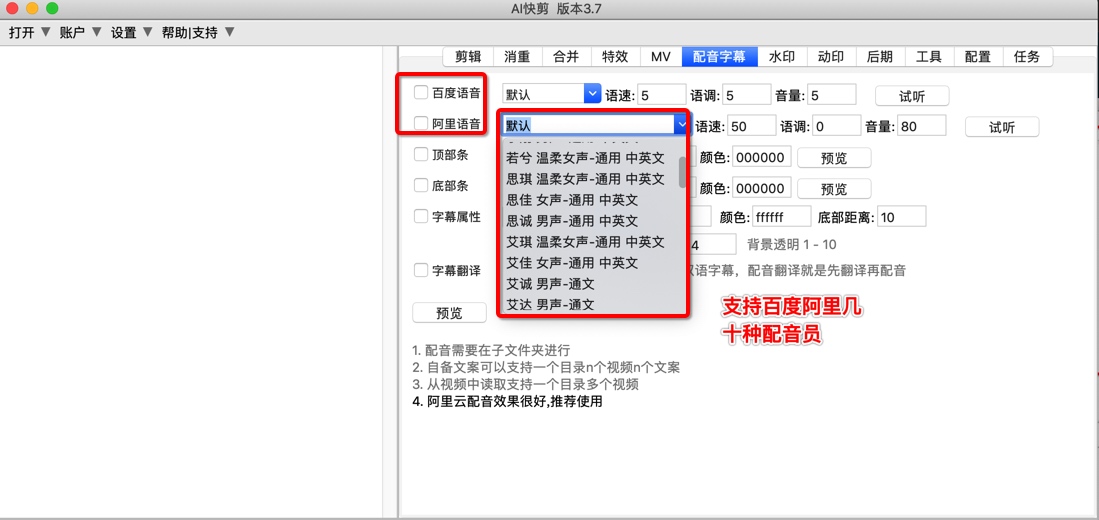 AI快剪 版本3.7
打开 ▼ 账户 ▼ 设置 ▼ 帮助|支持 ▼
剪辑 消重 合并 特效 MV 配音字幕 水印 动印 后期 工具 配置 任务
百度语音 默认 语速: 5 语调: 5 音量: 5 试听
阿里语音 默认 语速: 50 语调: 0 音量: 80 试听
顶部条 颜色: 000000 预览
底部条 颜色: 000000 预览
字幕属性 颜色: ffffff 底部距离: 10
4 背景透明 1 - 10
字幕翻译 双语字幕，配音翻译就是先翻译再配音
预览
若兮 温柔女声-通用 中英文
思琪 温柔女声-通用 中英文
思佳 女声-通用 中英文
思诚 男声-通用 中英文
艾琪 温柔女声-通用 中英文
艾佳 女声-通用 中英文
艾诚 男声-通文
艾达 男声-通文
支持百度阿里几
十种配音员
1. 配音需要在子文件夹进行
2. 自备文案可以支持一个目录n个视频n个文案
3. 从视频中读取支持一个目录多个视频
4. 阿里云配音效果很好,推荐使用